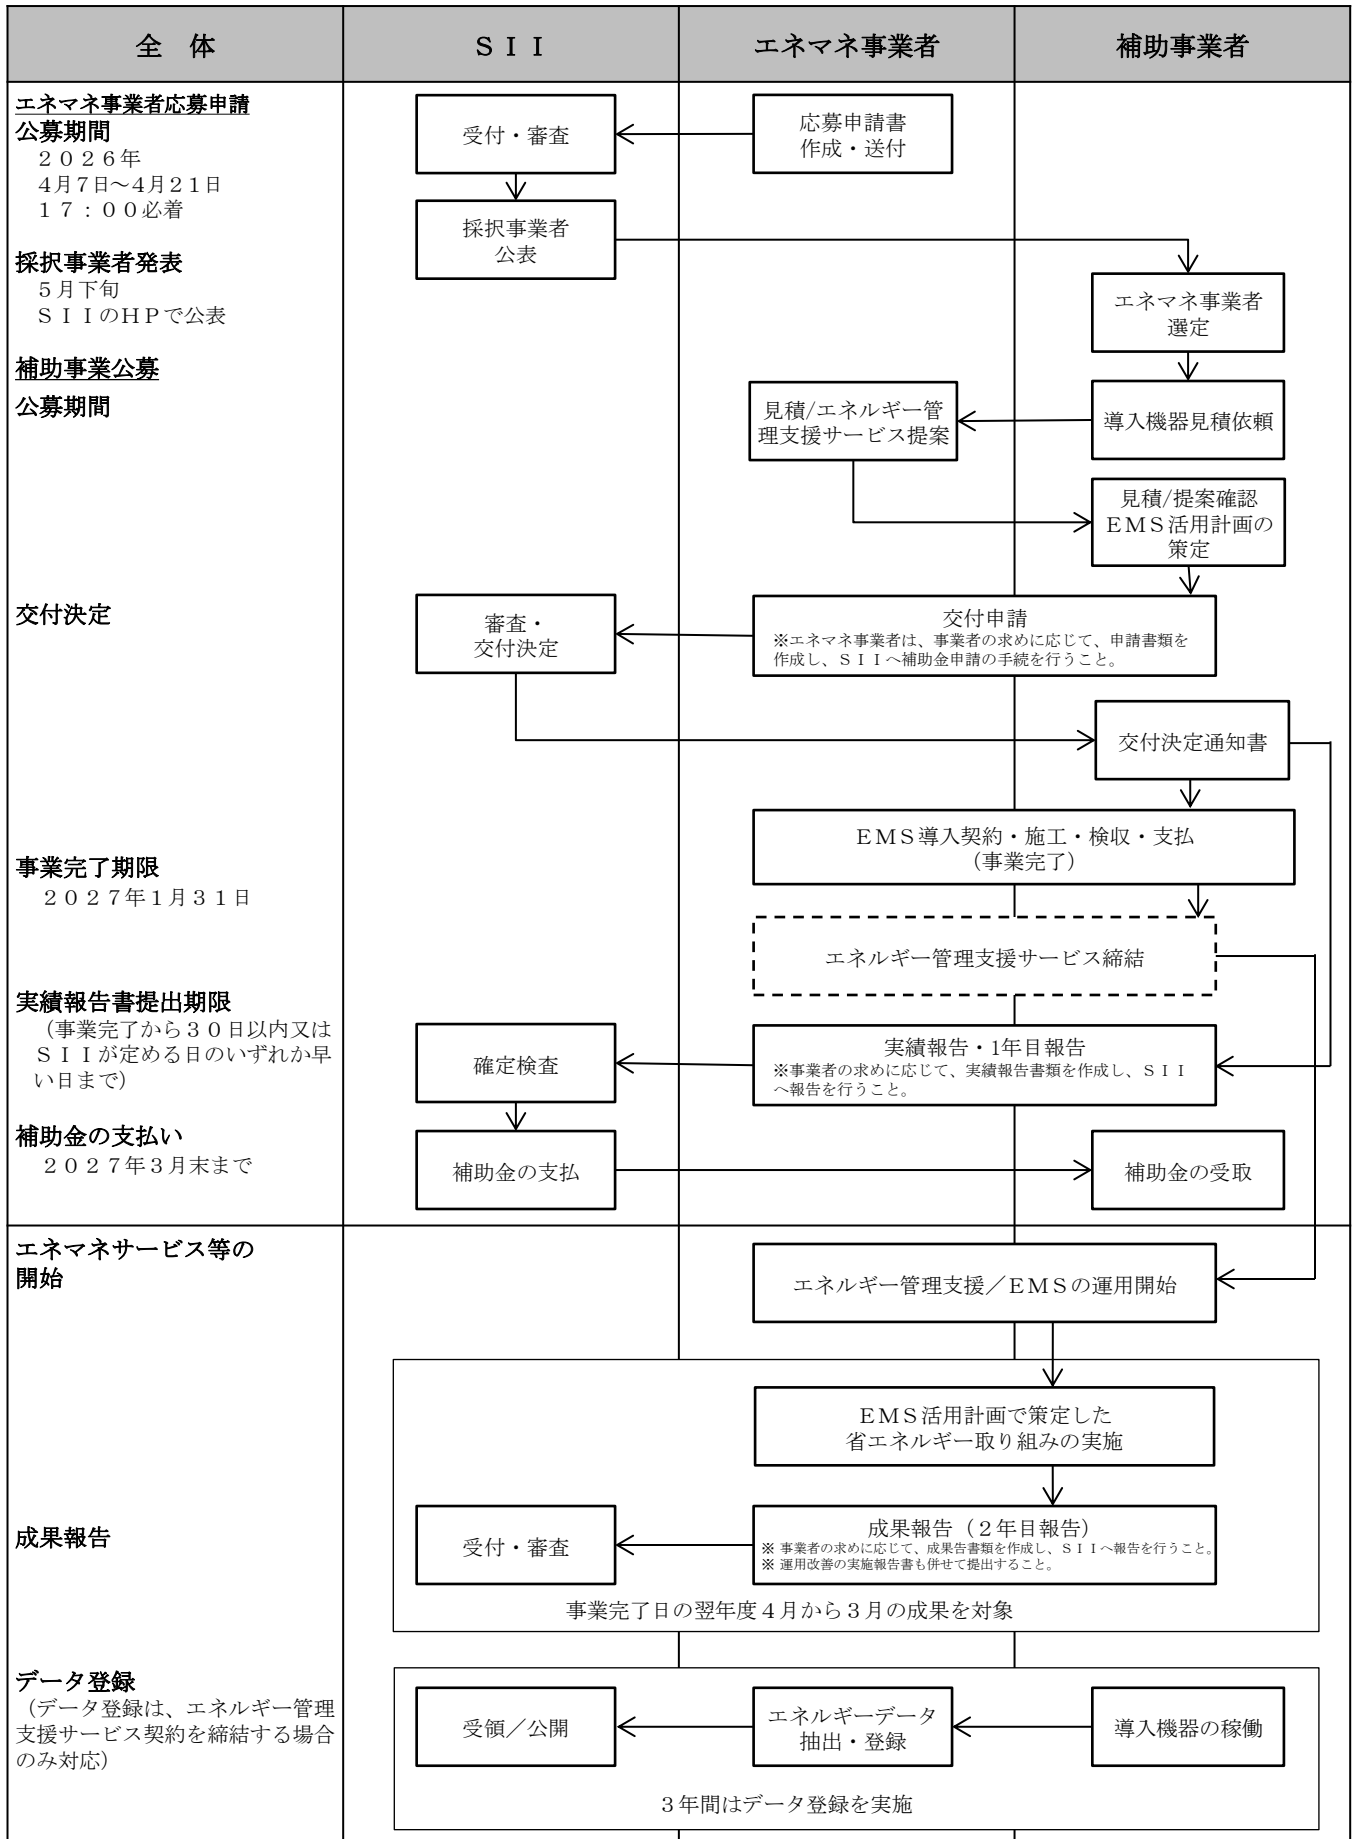 全　体
ＳＩＩ
エネマネ事業者
補助事業者
エネマネ事業者応募申請
公募期間
２０２６年
4月７日～4月２１日
１７：００必着
受付・審査
応募申請書
作成・送付
採択事業者
公表
採択事業者発表
５月下旬
ＳＩＩのＨＰで公表
エネマネ事業者
選定
補助事業公募
公募期間
見積/エネルギー管
理支援サービス提案
導入機器見積依頼
見積/提案確認
ＥＭＳ活用計画の
策定
交付決定
審査・
交付決定
交付申請
※エネマネ事業者は、事業者の求めに応じて、申請書類を
作成し、ＳＩＩへ補助金申請の手続を行うこと。
交付決定通知書
ＥＭＳ導入契約・施工・検収・支払
（事業完了）
事業完了期限
２０２７年１月３１日
エネルギー管理支援サービス締結
実績報告書提出期限
（事業完了から３０日以内又は
ＳＩＩが定める日のいずれか早
い日まで）
確定検査
実績報告・1年目報告
※事業者の求めに応じて、実績報告書類を作成し、ＳＩＩ
へ報告を行うこと。
補助金の支払い
２０２７年３月末まで
補助金の支払
補助金の受取
エネマネサービス等の
開始
エネルギー管理支援／ＥＭＳの運用開始
ＥＭＳ活用計画で策定した
省エネルギー取り組みの実施
成果報告
受付・審査
成果報告（２年目報告）
※ 事業者の求めに応じて、成果告書類を作成し、ＳＩＩへ報告を行うこと。
※ 運用改善の実施報告書も併せて提出すること。
事業完了日の翌年度４月から３月の成果を対象
データ登録
（データ登録は、エネルギー管理
支援サービス契約を締結する場合
のみ対応）
受領／公開
エネルギーデータ
抽出・登録
導入機器の稼働
３年間はデータ登録を実施